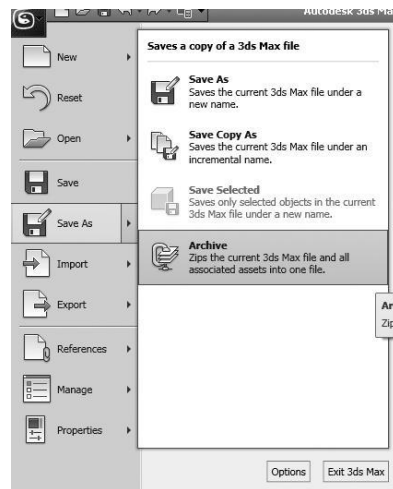 Autodesk 3ds Ma
New
Reset
Open
Save
Save As
Import
Export
References
Manage
Properties
Saves a copy of a 3ds Max file
Save As
Saves the current 3ds Max file under a
new name.
Save Copy As
Saves the current 3ds Max file under an
incremental name.
Save Selected
Saves only selected objects in the current
3ds Max file under a new name.
Archive
Zips the current 3ds Max file and all
associated assets into one file.
Ar
Zip
Options
Exit 3ds Max